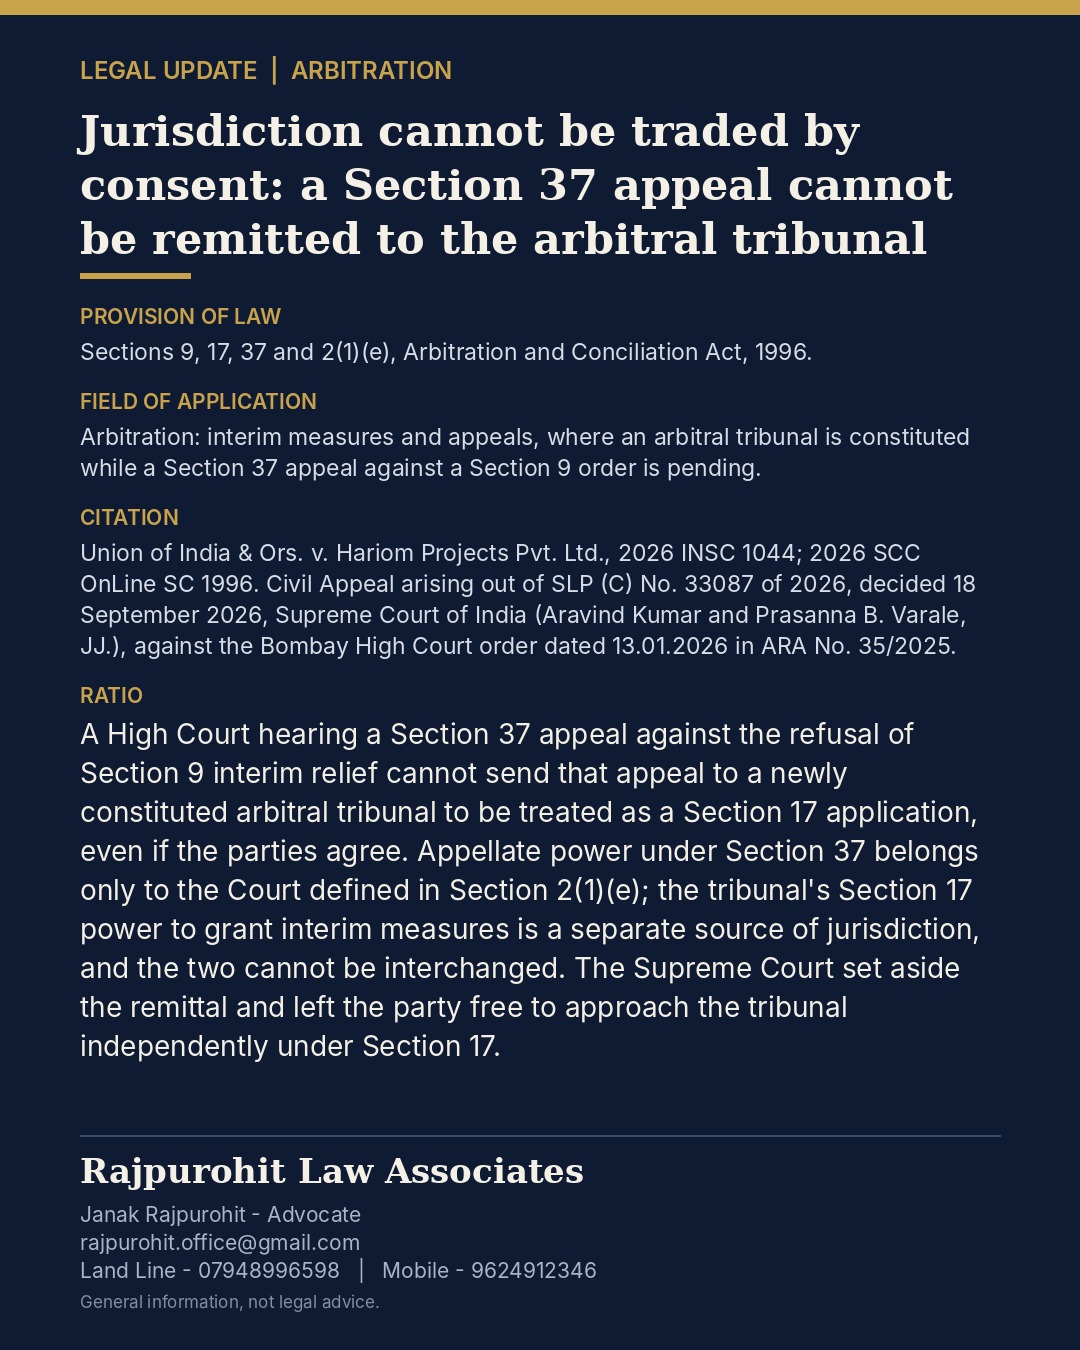 LEGAL UPDATE | ARBITRATION
Jurisdiction cannot be traded by
consent: a Section 37 appeal cannot
be remitted to the arbitral tribunal
PROVISION OF LAW
Sections 9, 17, 37 and 2(1)(e), Arbitration and Conciliation Act, 1996.
FIELD OF APPLICATION
Arbitration: interim measures and appeals, where an arbitral tribunal is constituted
while a Section 37 appeal against a Section 9 order is pending.
CITATION
Union of India & Ors. v. Hariom Projects Pvt. Ltd., 2026 INSC 1044; 2026 SCC
OnLine SC 1996. Civil Appeal arising out of SLP (C) No. 33087 of 2026, decided 18
September 2026, Supreme Court of India (Aravind Kumar and Prasanna B. Varale,
JJ.), against the Bombay High Court order dated 13.01.2026 in ARA No. 35/2025.
RATIO
A High Court hearing a Section 37 appeal against the refusal of
Section 9 interim relief cannot send that appeal to a newly
constituted arbitral tribunal to be treated as a Section 17 application,
even if the parties agree. Appellate power under Section 37 belongs
only to the Court defined in Section 2(1)(e); the tribunal's Section 17
power to grant interim measures is a separate source of jurisdiction,
and the two cannot be interchanged. The Supreme Court set aside
the remittal and left the party free to approach the tribunal
independently under Section 17.
Rajpurohit Law Associates
Janak Rajpurohit - Advocate
rajpurohit.office@gmail.com
Land Line - 07948996598 | Mobile - 9624912346
General information, not legal advice.